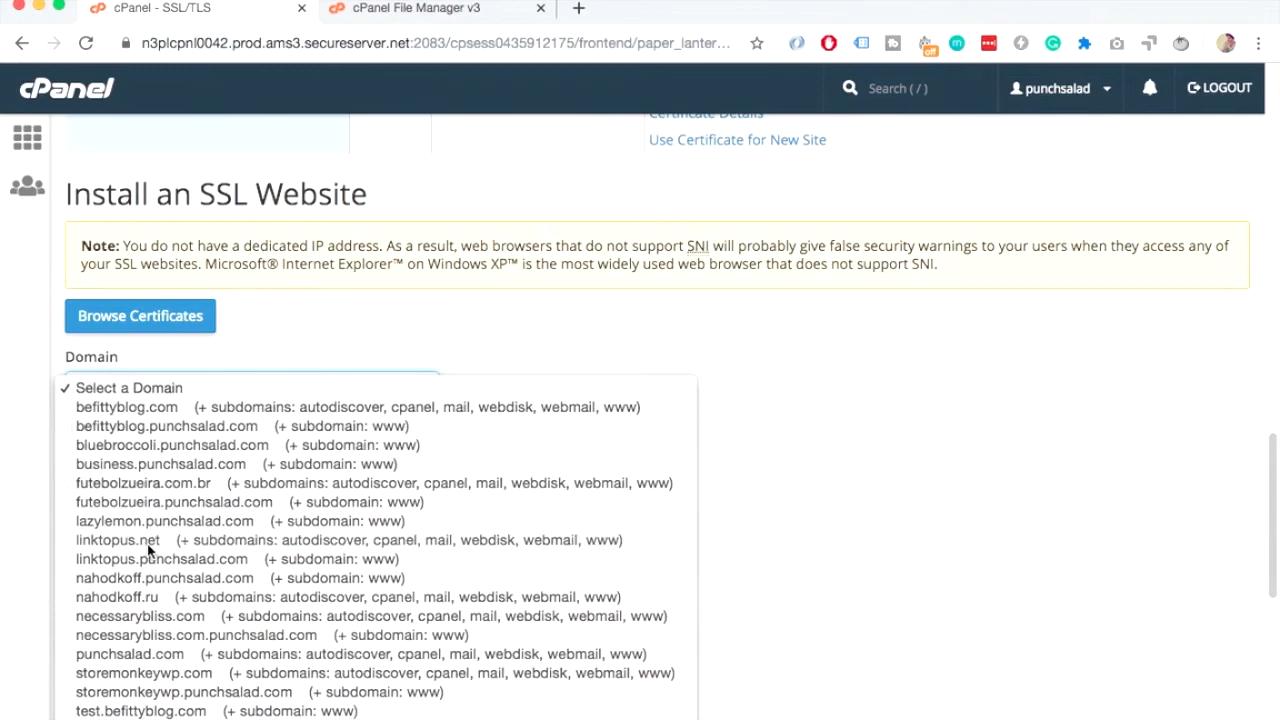 cPanel - SSL/TLS
cPanel File Manager v3
n3plcpnl0042.prod.ams3.secureserver.net:2083/cpsess0435912175/frontend/paper_lanter...
off
cPanel
Search ( / )
punchsalad
LOGOUT
Certificate Details
Use Certificate for New Site
Install an SSL Website
Note: You do not have a dedicated IP address. As a result, web browsers that do not support SNI will probably give false security warnings to your users when they access any of
your SSL websites. Microsoft® Internet Explorer™ on Windows XP™ is the most widely used web browser that does not support SNI.
Browse Certificates
Domain
✓ Select a Domain
befittyblog.com (+ subdomains: autodiscover, cpanel, mail, webdisk, webmail, www)
befittyblog.punchsalad.com (+ subdomain: www)
bluebroccoli.punchsalad.com (+ subdomain: www)
business.punchsalad.com (+ subdomain: www)
futebolzueira.com.br (+ subdomains: autodiscover, cpanel, mail, webdisk, webmail, www)
futebolzueira.punchsalad.com (+ subdomain: www)
lazylemon.punchsalad.com (+ subdomain: www)
linktopus.net (+ subdomains: autodiscover, cpanel, mail, webdisk, webmail, www)
linktopus.punchsalad.com (+ subdomain: www)
nahodkoff.punchsalad.com (+ subdomain: www)
nahodkoff.ru (+ subdomains: autodiscover, cpanel, mail, webdisk, webmail, www)
necessarybliss.com (+ subdomains: autodiscover, cpanel, mail, webdisk, webmail, www)
necessarybliss.com.punchsalad.com (+ subdomain: www)
punchsalad.com (+ subdomains: autodiscover, cpanel, mail, webdisk, webmail, www)
storemonkeywp.com (+ subdomains: autodiscover, cpanel, mail, webdisk, webmail, www)
storemonkeywp.punchsalad.com (+ subdomain: www)
test.befittyblog.com (+ subdomain: www)